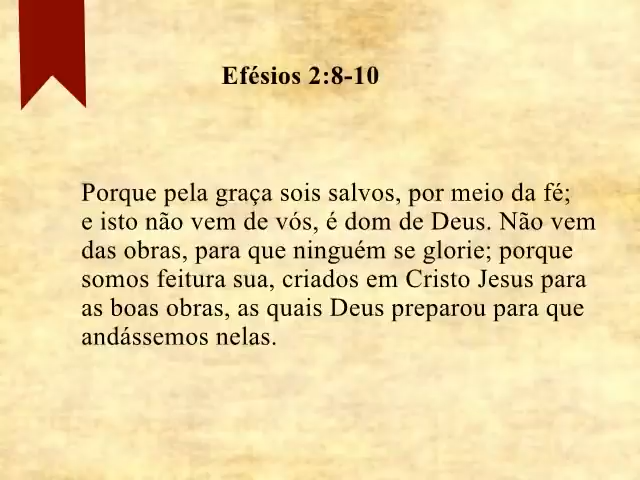 Efésios 2:8-10
Porque pela graça sois salvos, por meio da fé;
e isto não vem de vós, é dom de Deus. Não vem
das obras, para que ninguém se glorie; porque
somos feitura sua, criados em Cristo Jesus para
as boas obras, as quais Deus preparou para que
andássemos nelas.